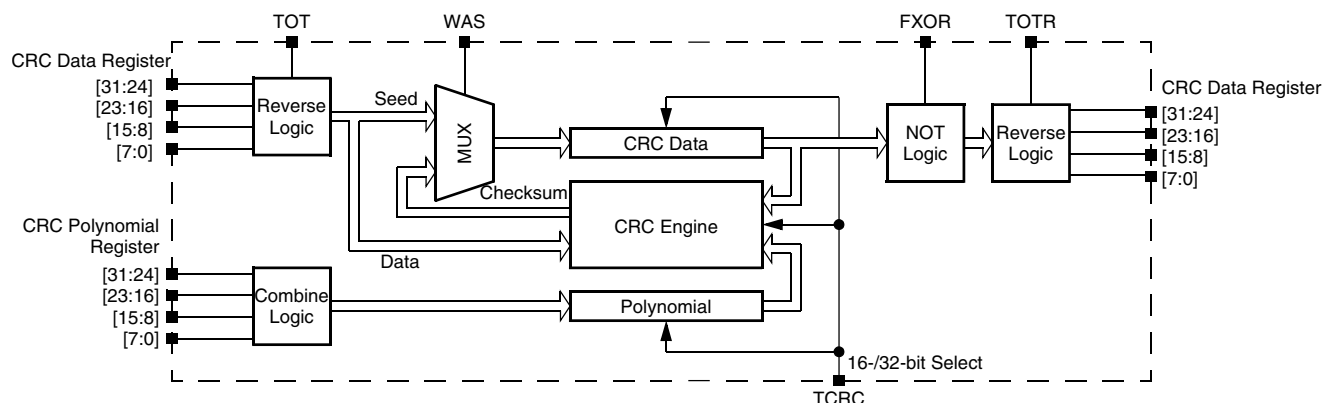 TOT
WAS
FXOR
TOTR
CRC Data Register
[31:24]
[23:16]
[15:8]
[7:0]
Reverse
Logic
Seed
MUX
Checksum
Data
CRC Data
CRC Engine
NOT
Logic
Reverse
Logic
CRC Data Register
[31:24]
[23:16]
[15:8]
[7:0]
CRC Polynomial
Register
[31:24]
[23:16]
[15:8]
[7:0]
Combine
Logic
Polynomial
16-/32-bit Select
TCRC